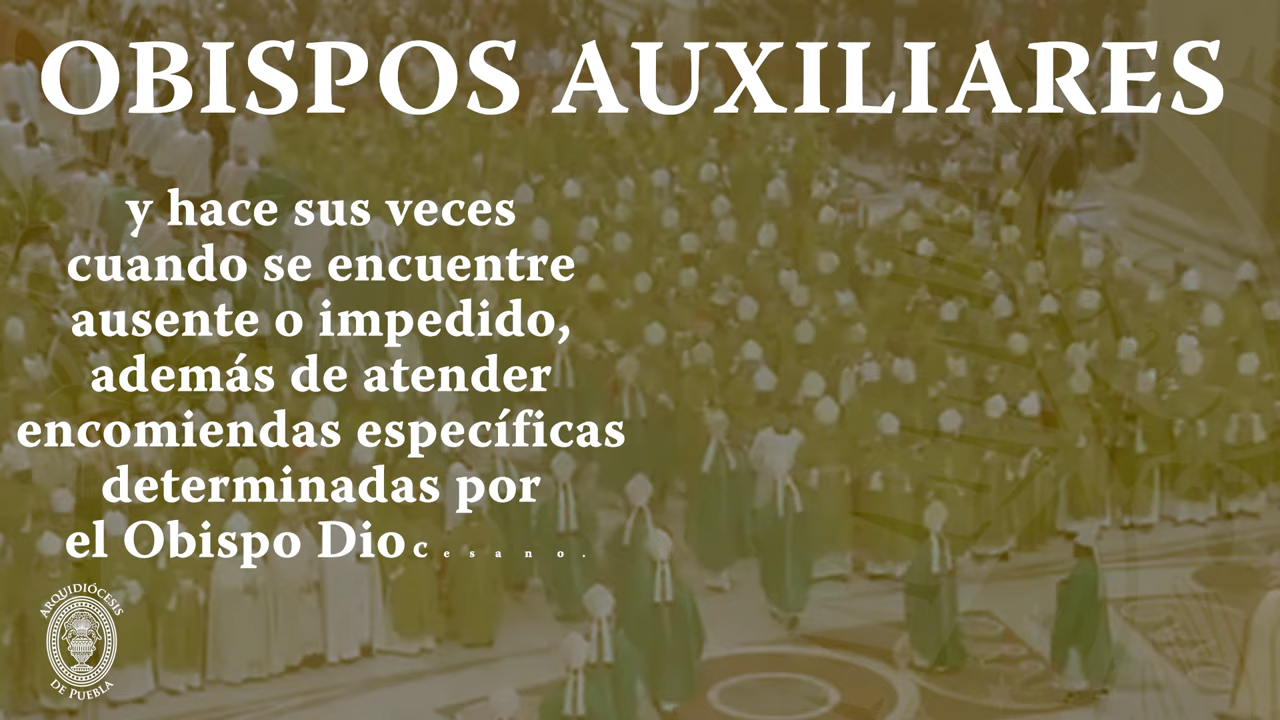 OBISPOS AUXILIARES
y hace sus veces
cuando se encuentre
ausente o impedido,
además de atender
encomiendas específicas
determinadas por
el Obispo Diocesano.
ARQUIDIÓCESIS
DE PUEBLA